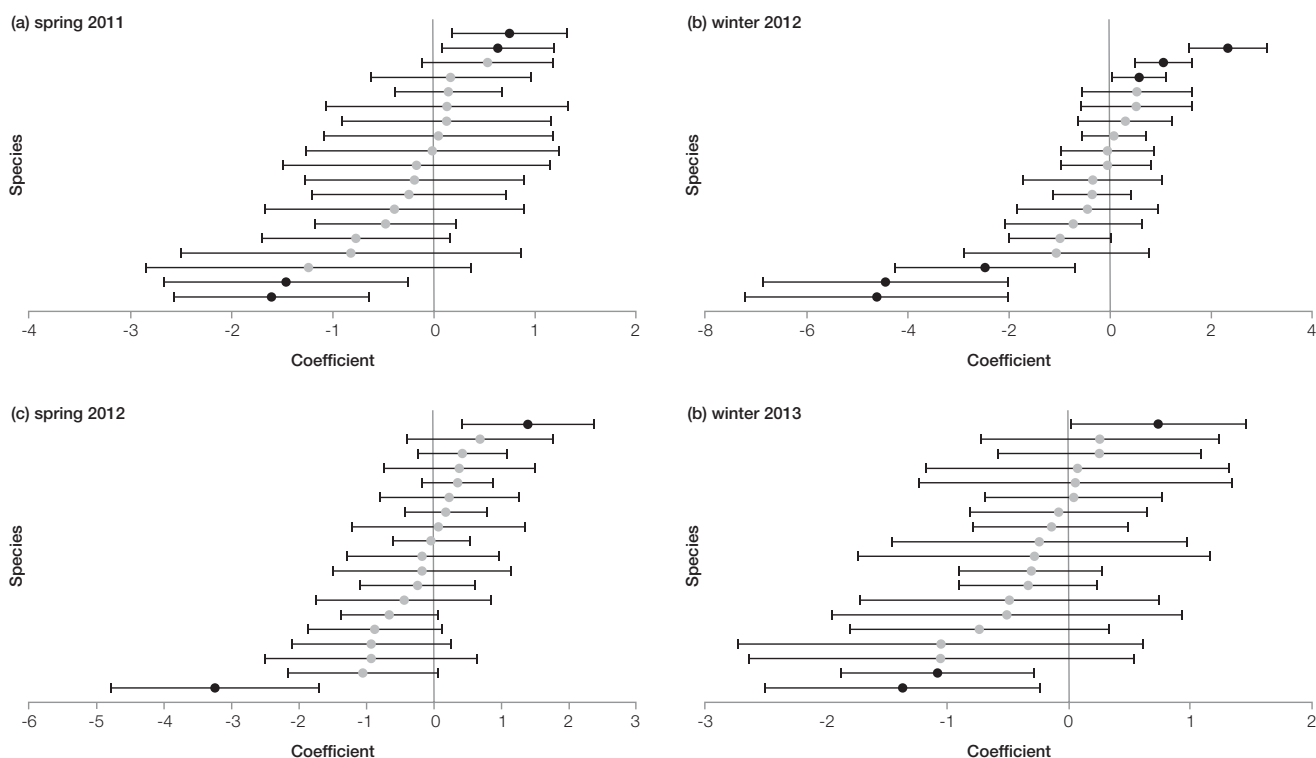 (a) spring 2011
Species
-4 -3 -2 -1 0 1 2
Coefficient
(b) winter 2012
Species
-8 -6 -4 -2 0 2 4
Coefficient
(c) spring 2012
Species
-6 -5 -4 -3 -2 -1 0 1 2 3
Coefficient
(b) winter 2013
Species
-3 -2 -1 0 1 2
Coefficient